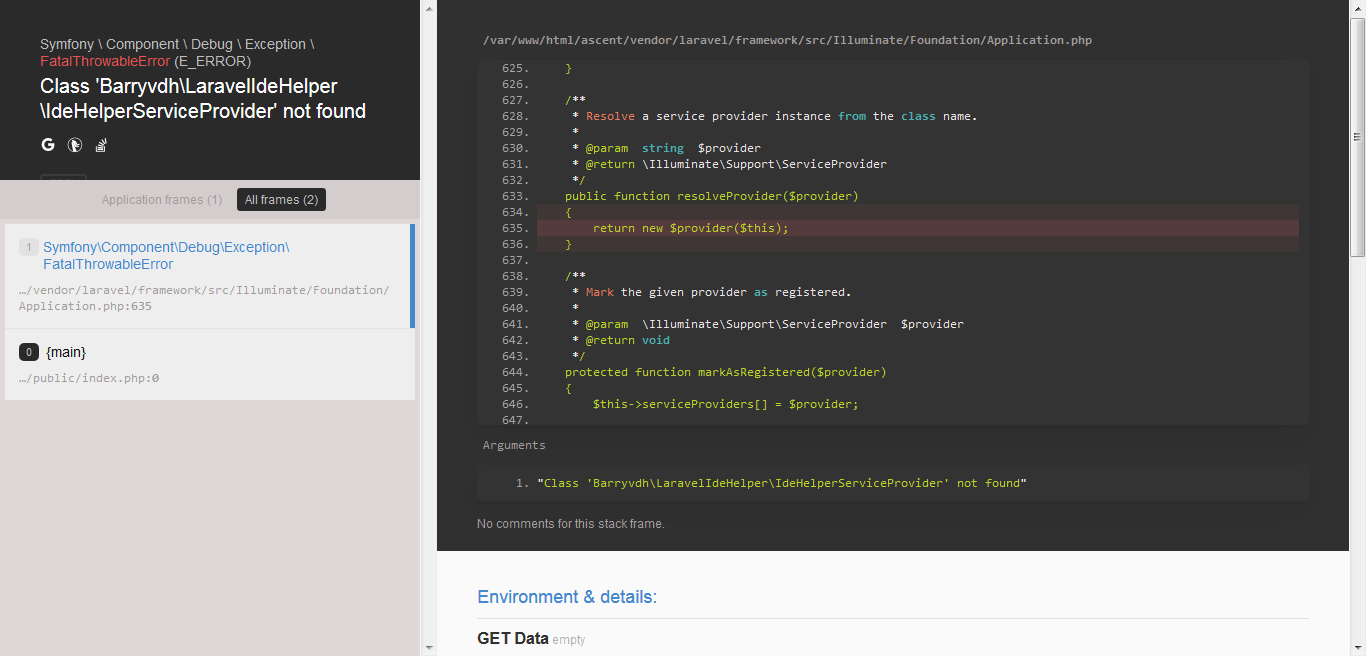 Symfony \ Component \ Debug \ Exception \
FatalThrowableError (E_ERROR)
Class 'Barryvdh\LaravelIdeHelper
\IdeHelperServiceProvider' not found
Application frames (1) All frames (2)
1 Symfony\Component\Debug\Exception\
FatalThrowableError
…/vendor/laravel/framework/src/Illuminate/Foundation/
Application.php:635
0 {main}
…/public/index.php:0
/var/www/html/ascent/vendor/laravel/framework/src/Illuminate/Foundation/Application.php
625.     }
626.
627.     /**
628.      * Resolve a service provider instance from the class name.
629.      *
630.      * @param  string  $provider
631.      * @return \Illuminate\Support\ServiceProvider
632.      */
633.     public function resolveProvider($provider)
634.     {
635.         return new $provider($this);
636.     }
637.
638.     /**
639.      * Mark the given provider as registered.
640.      *
641.      * @param  \Illuminate\Support\ServiceProvider  $provider
642.      * @return void
643.      */
644.     protected function markAsRegistered($provider)
645.     {
646.         $this->serviceProviders[] = $provider;
647.
Arguments
1. "Class 'Barryvdh\LaravelIdeHelper\IdeHelperServiceProvider' not found"
No comments for this stack frame.
Environment & details:
GET Data empty